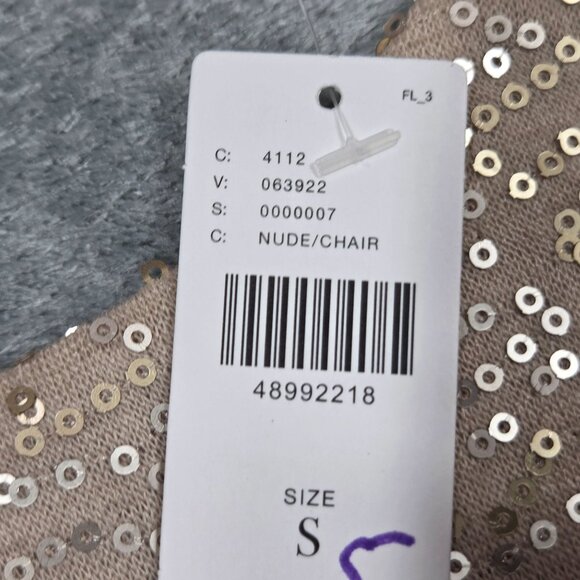 FL_3
C: 4112
V: 063922
S: 0000007
C: NUDE/CHAIR
48992218
SIZE
S